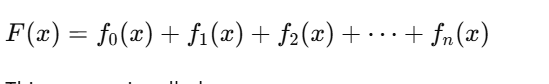 F(x) = f₀(x) + f₁(x) + f₂(x) + ··· + fₙ(x)